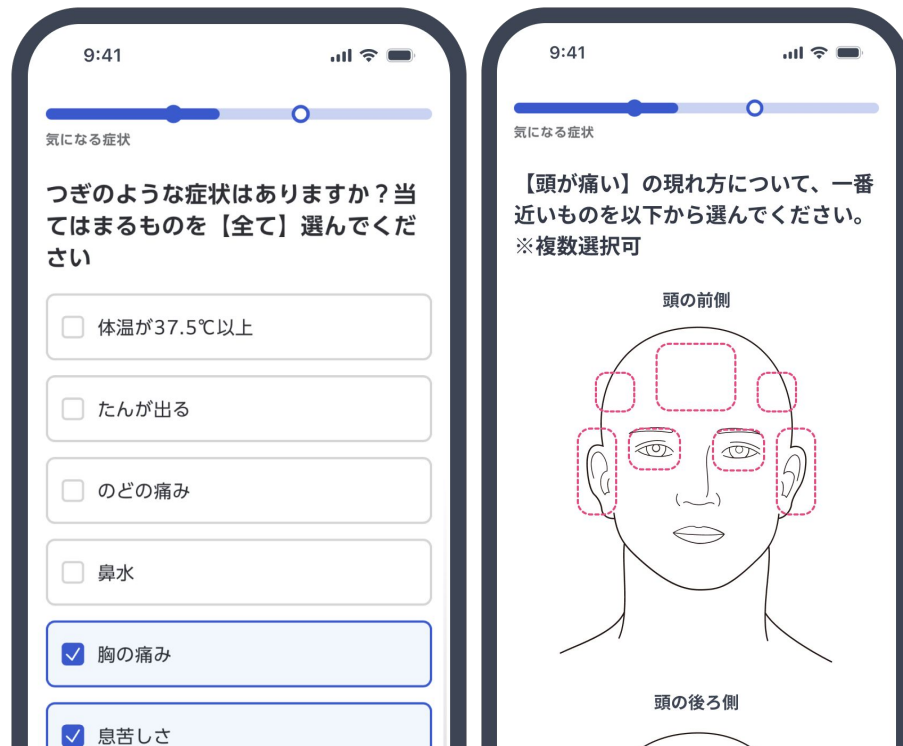 9:41
気になる症状
つぎのような症状はありますか？当
てはまるものを【全て】選んでくだ
さい
体温が37.5℃以上
たんが出る
のどの痛み
鼻水
胸の痛み
息苦しさ
9:41
気になる症状
【頭が痛い】の現れ方について、一番
近いものを以下から選んでください。
※複数選択可
頭の前側
頭の後ろ側